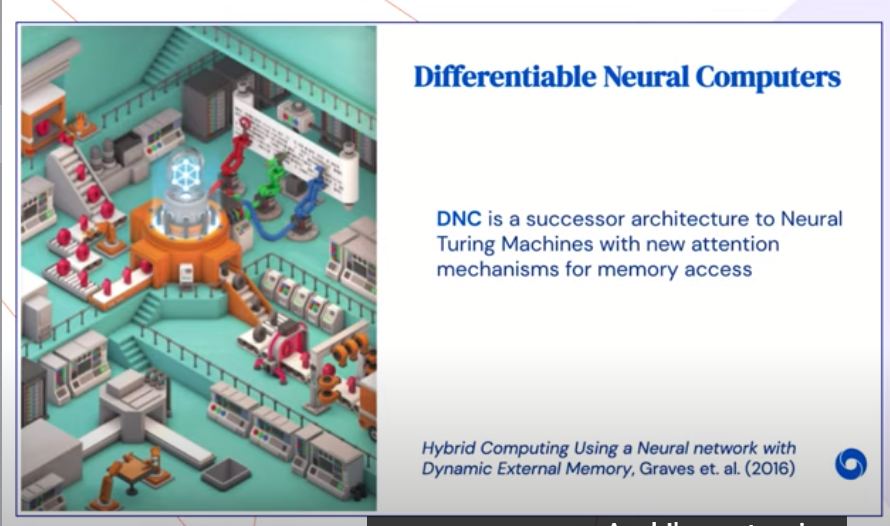 Differentiable Neural Computers
DNC is a successor architecture to Neural
Turing Machines with new attention
mechanisms for memory access
Hybrid Computing Using a Neural network with
Dynamic External Memory, Graves et. al. (2016)